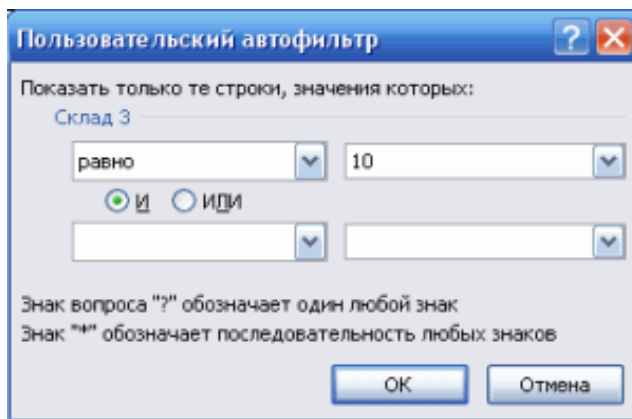 Пользовательский автофильтр
Показать только те строки, значения которых:
Склад 3
равно 10
И ИЛИ
Знак вопроса "?" обозначает один любой знак
Знак "*" обозначает последовательность любых знаков
ОК Отмена